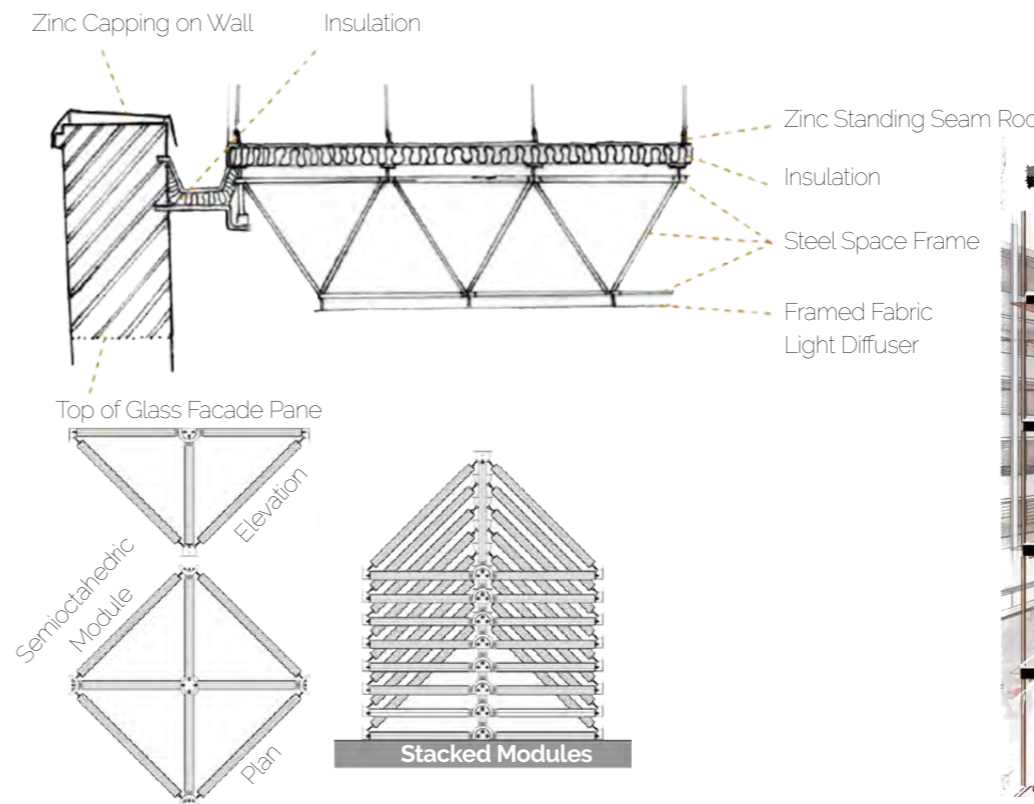 Zinc Capping on Wall
Insulation
Zinc Standing Seam Roo
Insulation
Steel Space Frame
Framed Fabric
Light Diffuser
Top of Glass Facade Pane
Elevation
Semioctahedric
Module
Plan
Stacked Modules